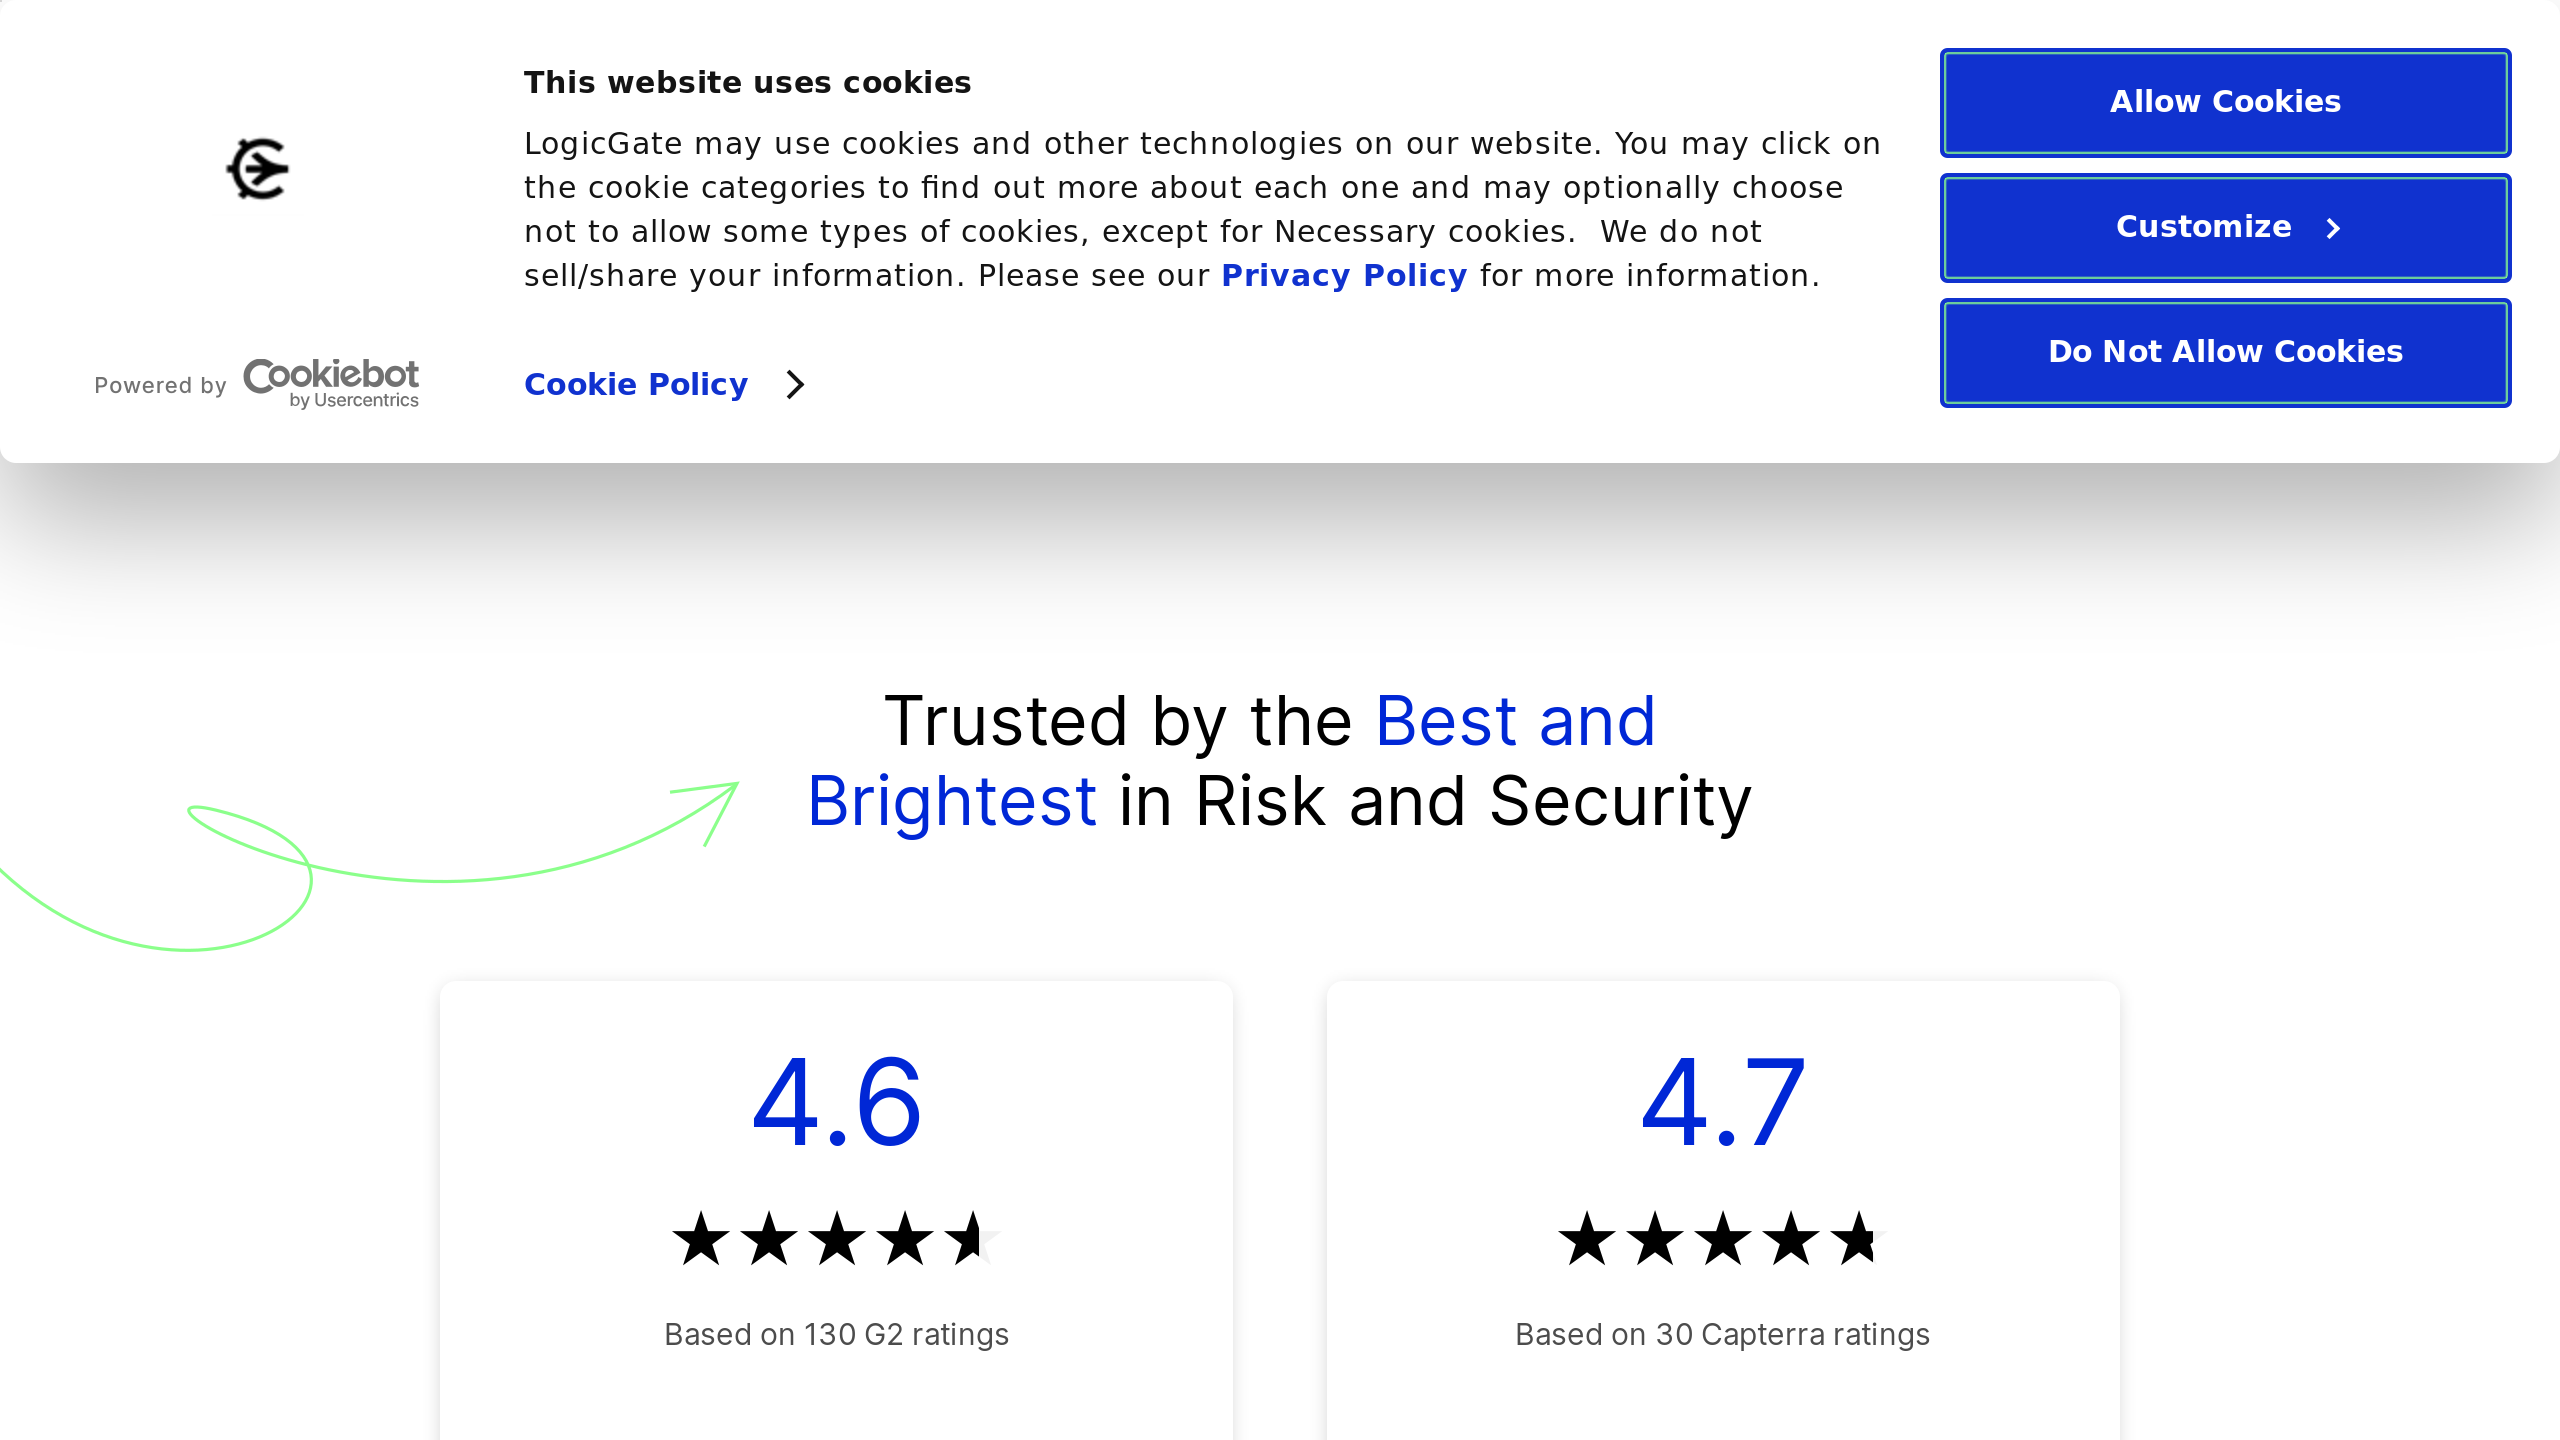 This website uses cookies
LogicGate may use cookies and other technologies on our website. You may click on
the cookie categories to find out more about each one and may optionally choose
not to allow some types of cookies, except for Necessary cookies.  We do not
sell/share your information. Please see our Privacy Policy for more information.
Powered by Cookiebot
by Usercentrics
Cookie Policy
Allow Cookies
Customize
Do Not Allow Cookies
Trusted by the Best and
Brightest in Risk and Security
4.6
Based on 130 G2 ratings
4.7
Based on 30 Capterra ratings